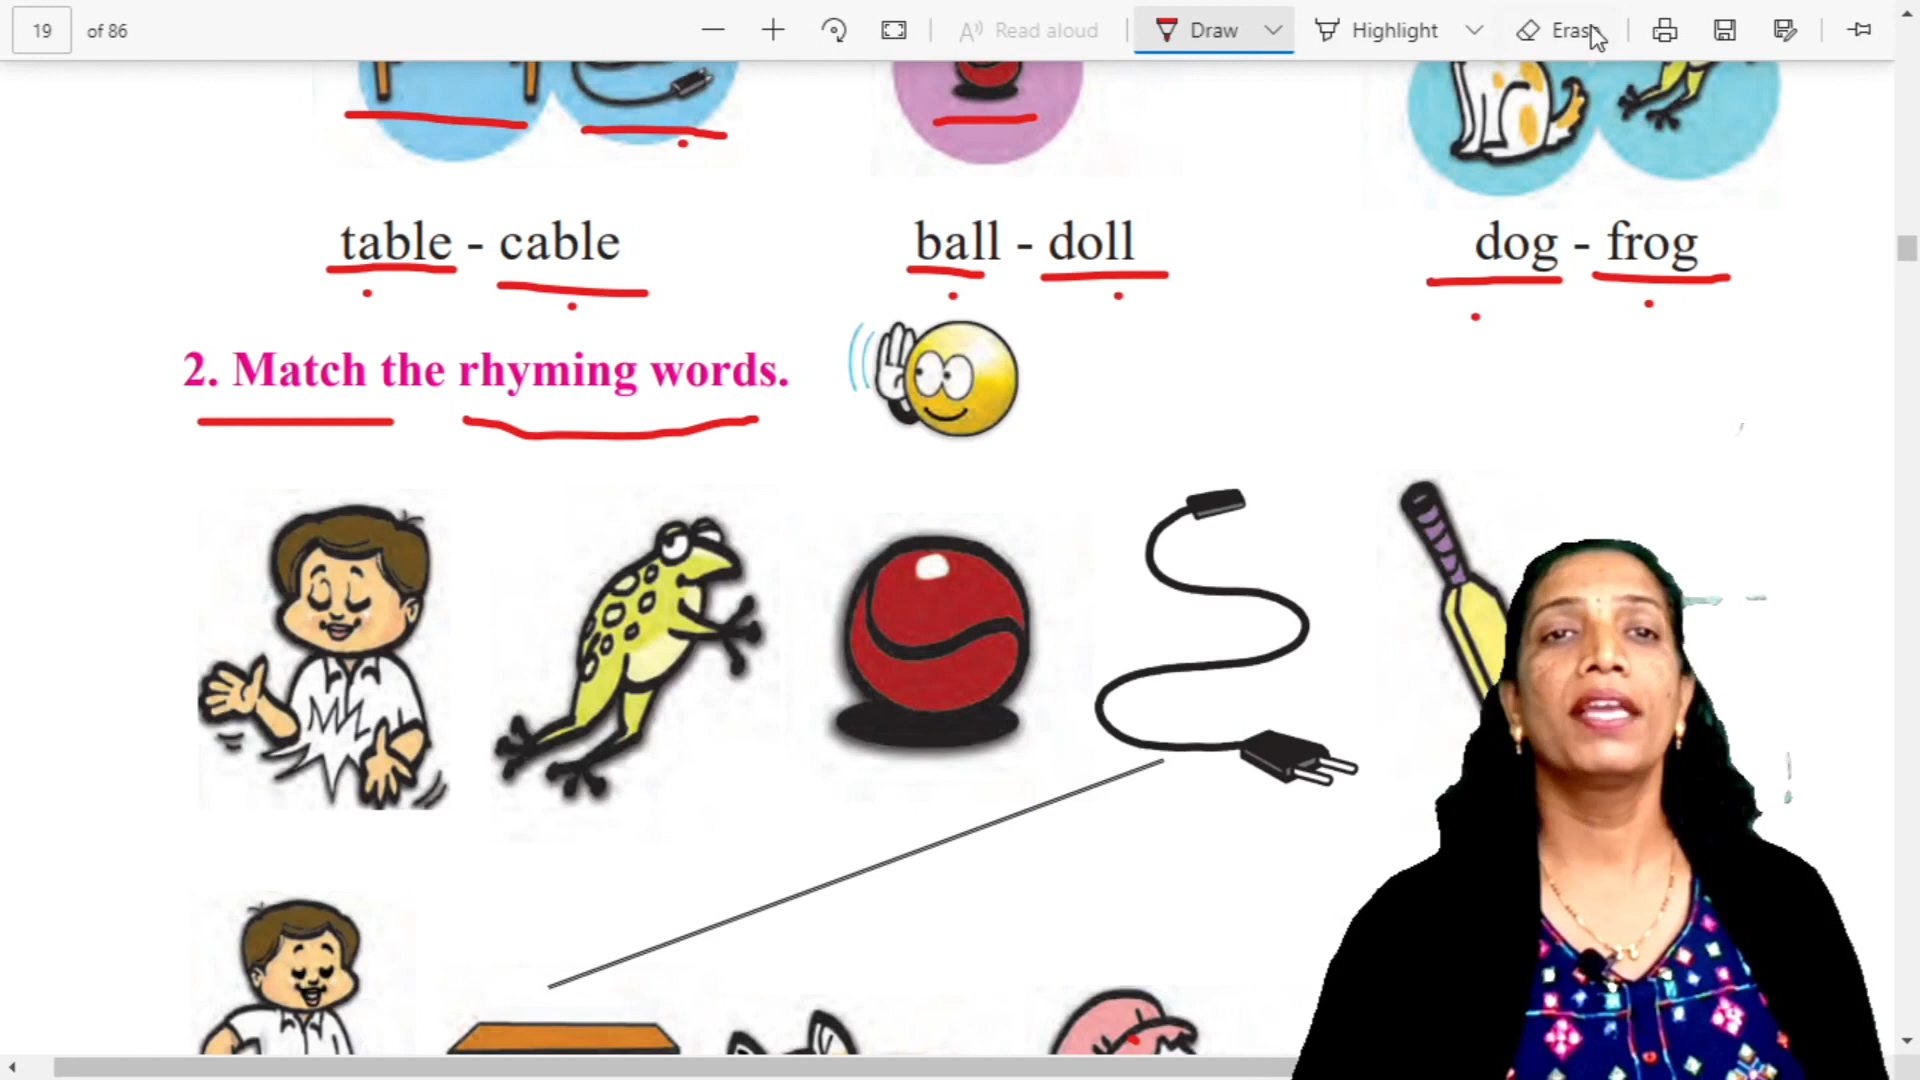 19 of 86 Read aloud Draw Highlight Eras
table - cable ball - doll dog - frog
2. Match the rhyming words.